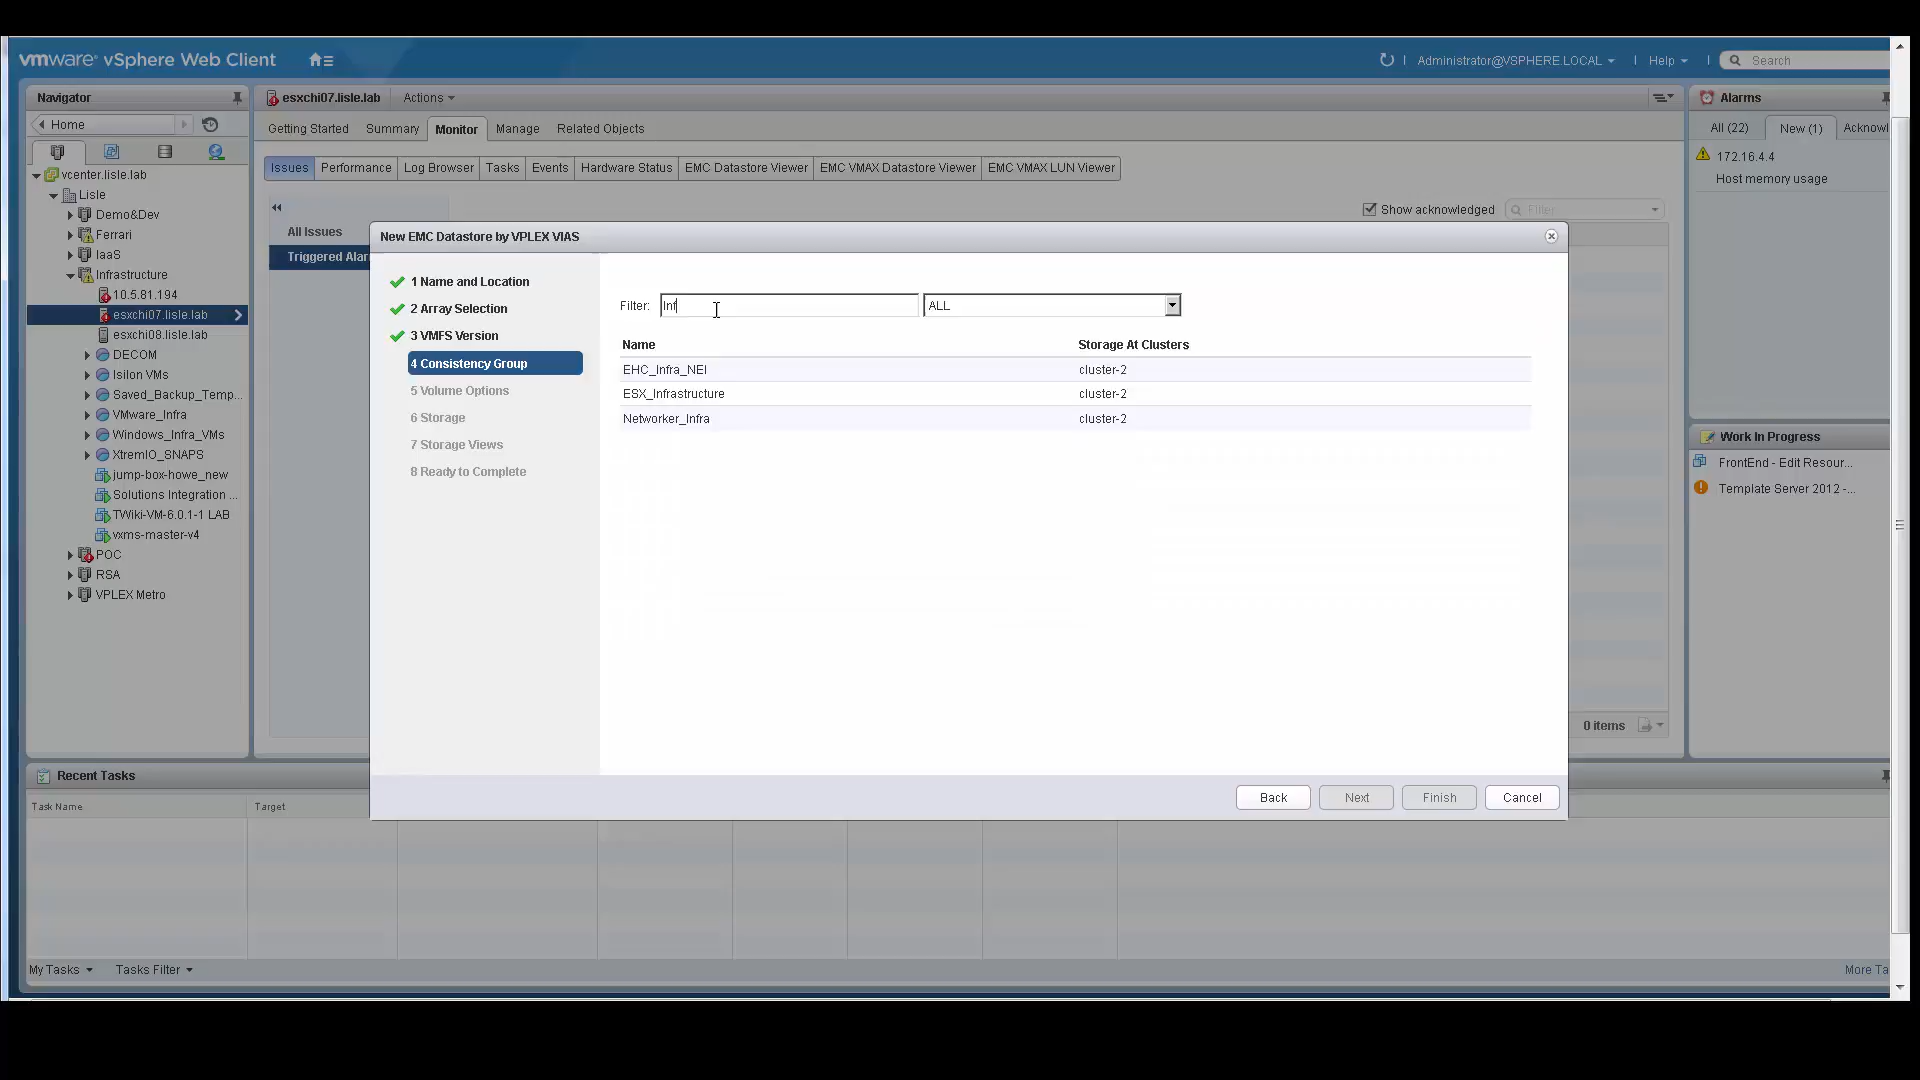 vmware® vSphere Web Client
Administrator@VSPHERE.LOCAL
Help
Search
Navigator
Home
vcenter.lisle.lab
Lisle
Demo&Dev
Ferrari
IaaS
Infrastructure
10.5.81.194
esxchi07.lisle.lab
esxchi08.lisle.lab
DECOM
Isilon VMs
Saved_Backup_Temp...
VMware_Infra
Windows_Infra_VMs
XtremIO_SNAPS
jump-box-howe_new
Solutions Integration ...
TWiki-VM-6.0.1-1 LAB
vxms-master-v4
POC
RSA
VPLEX Metro
esxchi07.lisle.lab
Actions
Getting Started
Summary
Monitor
Manage
Related Objects
Issues
Performance
Log Browser
Tasks
Events
Hardware Status
EMC Datastore Viewer
EMC VMAX Datastore Viewer
EMC VMAX LUN Viewer
Show acknowledged
Filter
All Issues
Triggered Alar
New EMC Datastore by VPLEX VIAS
1 Name and Location
2 Array Selection
3 VMFS Version
4 Consistency Group
5 Volume Options
6 Storage
7 Storage Views
8 Ready to Complete
Filter:
Inf
ALL
Name
Storage At Clusters
EHC_Infra_NEI
cluster-2
ESX_Infrastructure
cluster-2
Networker_Infra
cluster-2
Back
Next
Finish
Cancel
0 items
Alarms
All (22)
New (1)
Acknowl
172.16.4.4
Host memory usage
Work In Progress
FrontEnd - Edit Resour...
Template Server 2012 -...
Recent Tasks
Task Name
Target
My Tasks
Tasks Filter
More Ta